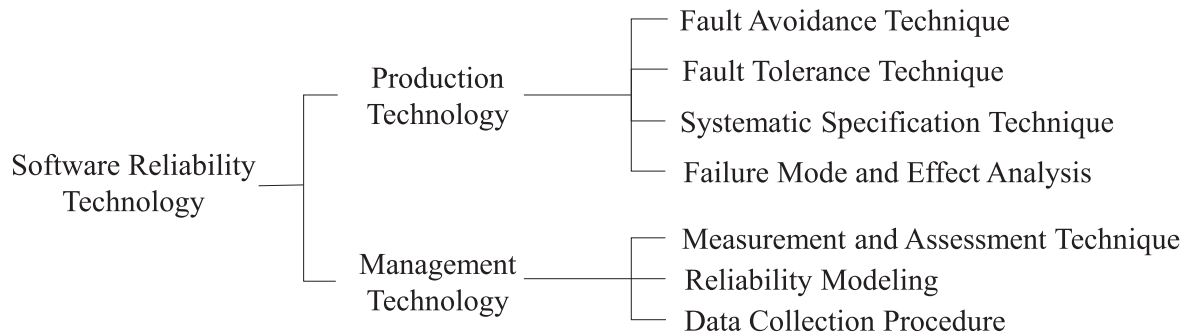 Software Reliability
Technology
Production
Technology
Fault Avoidance Technique
Fault Tolerance Technique
Systematic Specification Technique
Failure Mode and Effect Analysis
Management
Technology
Measurement and Assessment Technique
Reliability Modeling
Data Collection Procedure